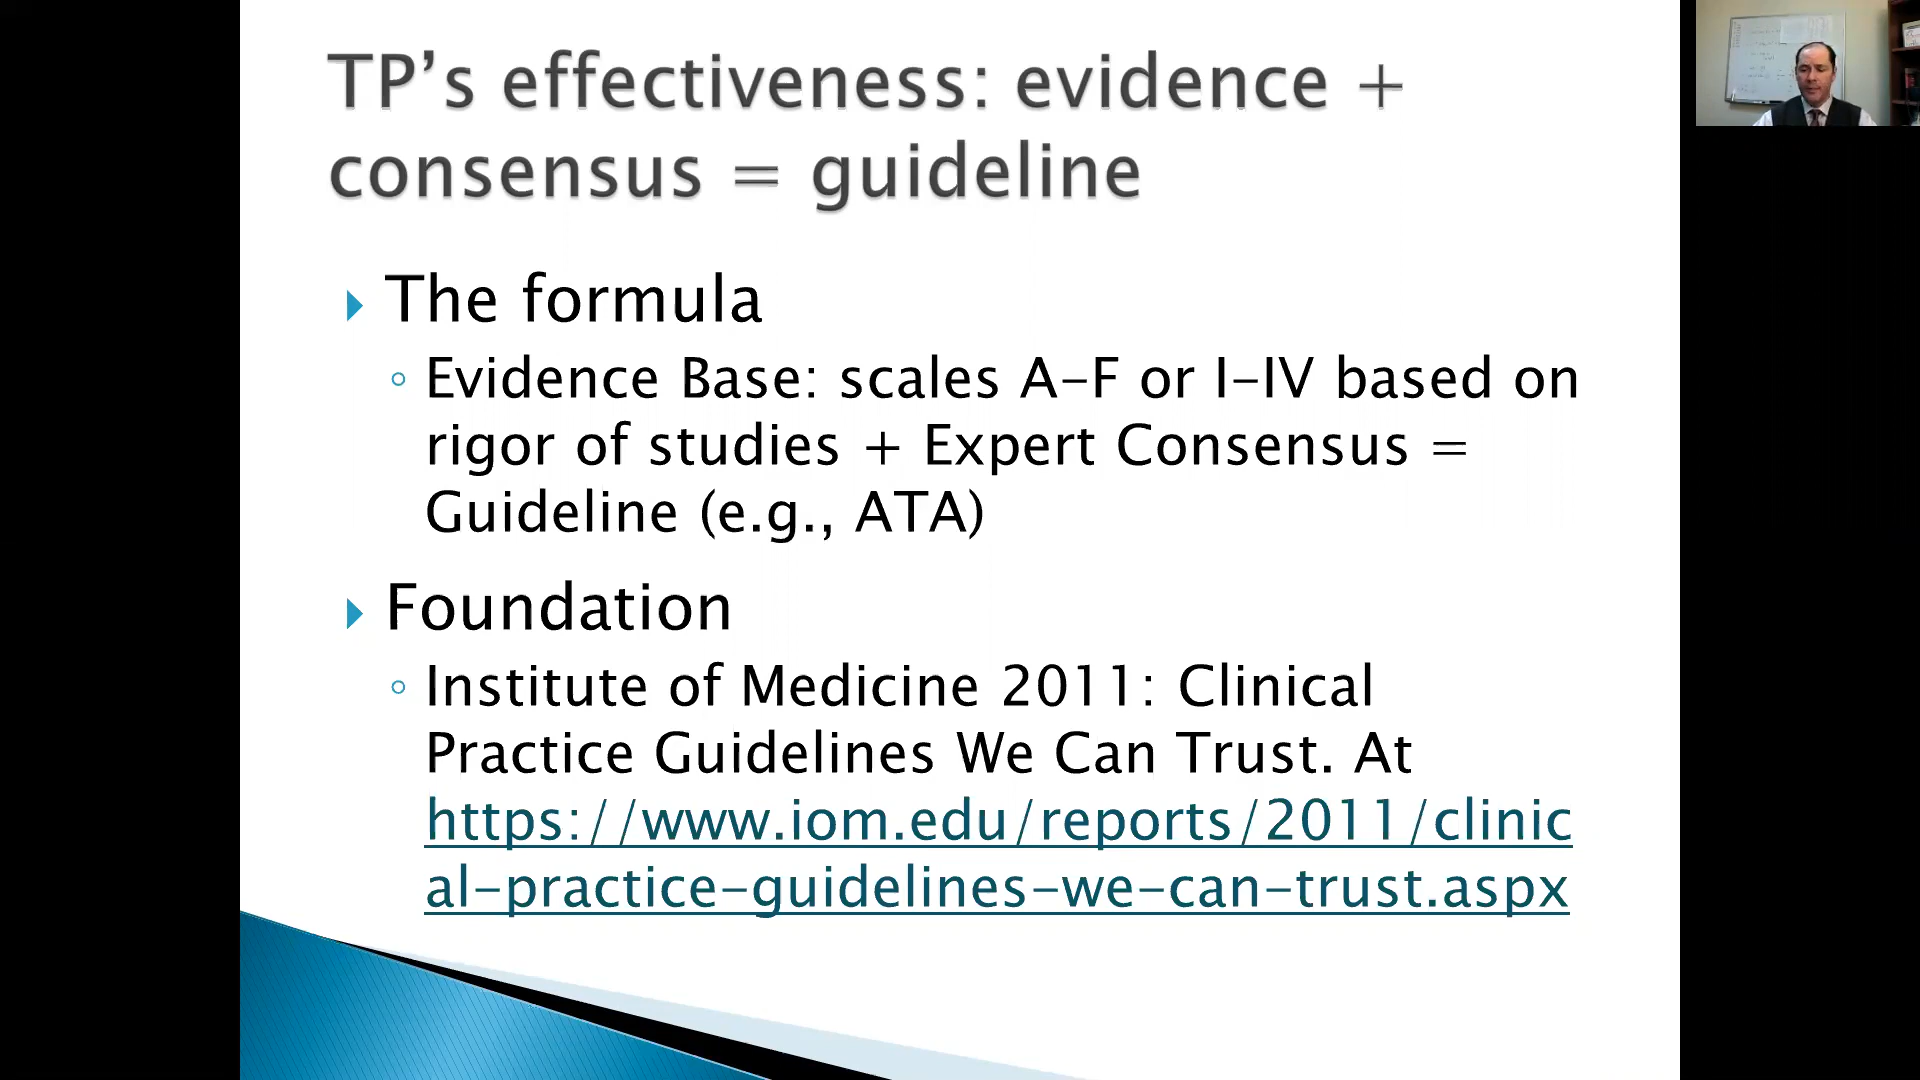 TP’s effectiveness: evidence +
consensus = guideline
The formula
Evidence Base: scales A-F or I-IV based on
rigor of studies + Expert Consensus =
Guideline (e.g., ATA)
Foundation
Institute of Medicine 2011: Clinical
Practice Guidelines We Can Trust. At
https://www.iom.edu/reports/2011/clinic
al-practice-guidelines-we-can-trust.aspx